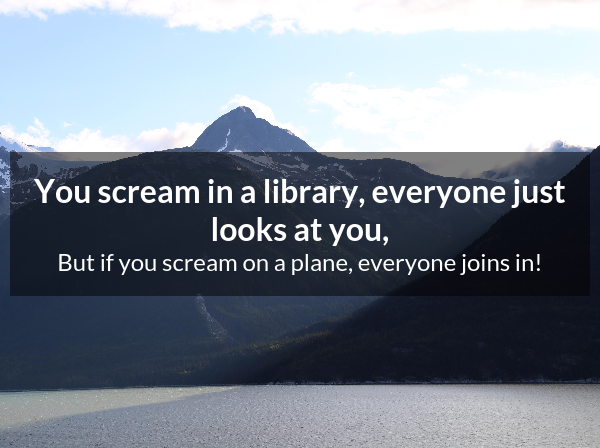 You scream in a library, everyone just
looks at you,
But if you scream on a plane, everyone joins in!